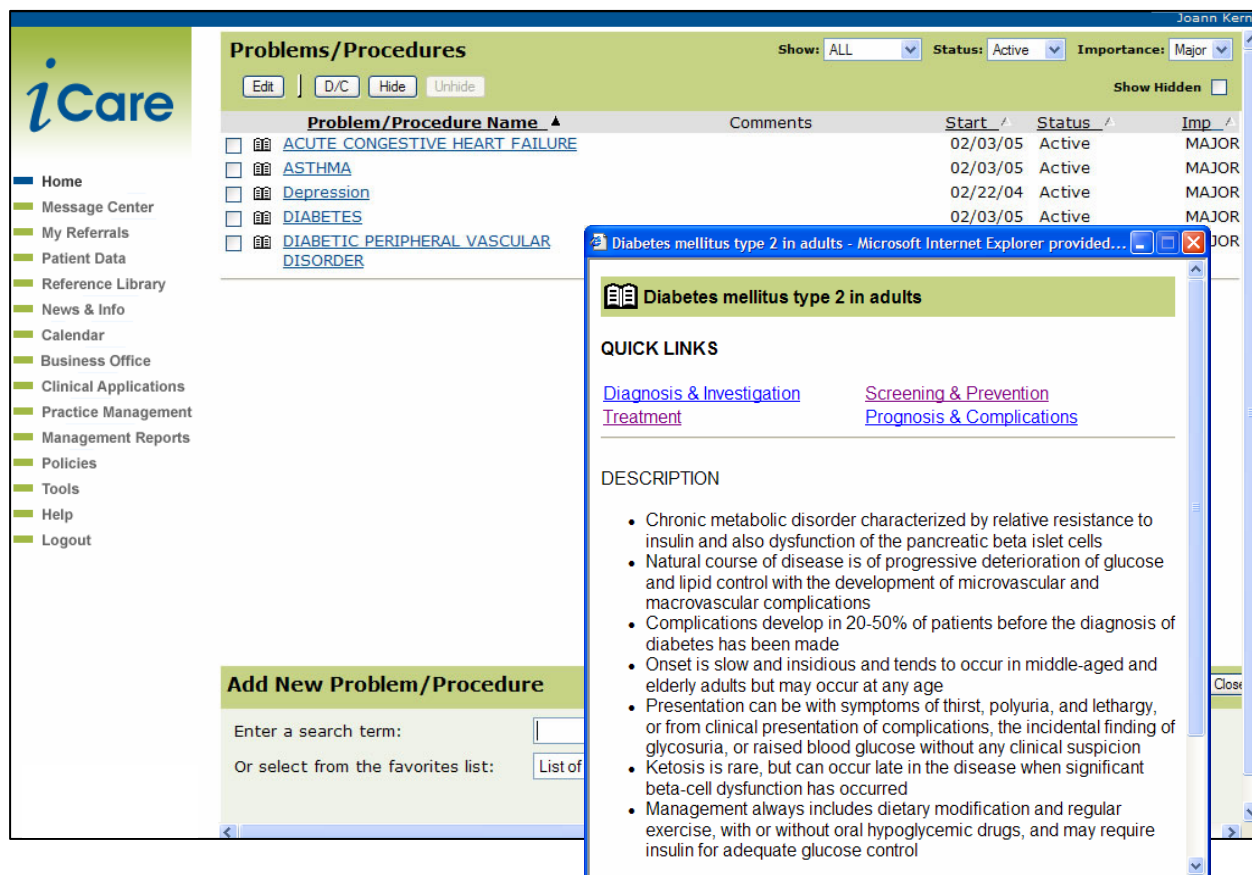 Joann Kern
iCare
Home
Message Center
My Referrals
Patient Data
Reference Library
News & Info
Calendar
Business Office
Clinical Applications
Practice Management
Management Reports
Policies
Tools
Help
Logout
Problems/Procedures
Show: ALL Status: Active Importance: Major
Edit D/C Hide Unhide Show Hidden
Problem/Procedure Name Comments Start Status Imp
ACUTE CONGESTIVE HEART FAILURE 02/03/05 Active MAJOR
ASTHMA 02/03/05 Active MAJOR
Depression 02/22/04 Active MAJOR
DIABETES 02/03/05 Active MAJOR
DIABETIC PERIPHERAL VASCULAR JOR
DISORDER
Diabetes mellitus type 2 in adults - Microsoft Internet Explorer provided...
Diabetes mellitus type 2 in adults
QUICK LINKS
Diagnosis & Investigation Screening & Prevention
Treatment Prognosis & Complications
DESCRIPTION
• Chronic metabolic disorder characterized by relative resistance to
insulin and also dysfunction of the pancreatic beta islet cells
• Natural course of disease is of progressive deterioration of glucose
and lipid control with the development of microvascular and
macrovascular complications
• Complications develop in 20-50% of patients before the diagnosis of
diabetes has been made
• Onset is slow and insidious and tends to occur in middle-aged and
elderly adults but may occur at any age
• Presentation can be with symptoms of thirst, polyuria, and lethargy,
or from clinical presentation of complications, the incidental finding of
glycosuria, or raised blood glucose without any clinical suspicion
• Ketosis is rare, but can occur late in the disease when significant
beta-cell dysfunction has occurred
• Management always includes dietary modification and regular
exercise, with or without oral hypoglycemic drugs, and may require
insulin for adequate glucose control
Add New Problem/Procedure Close
Enter a search term:
Or select from the favorites list: List of